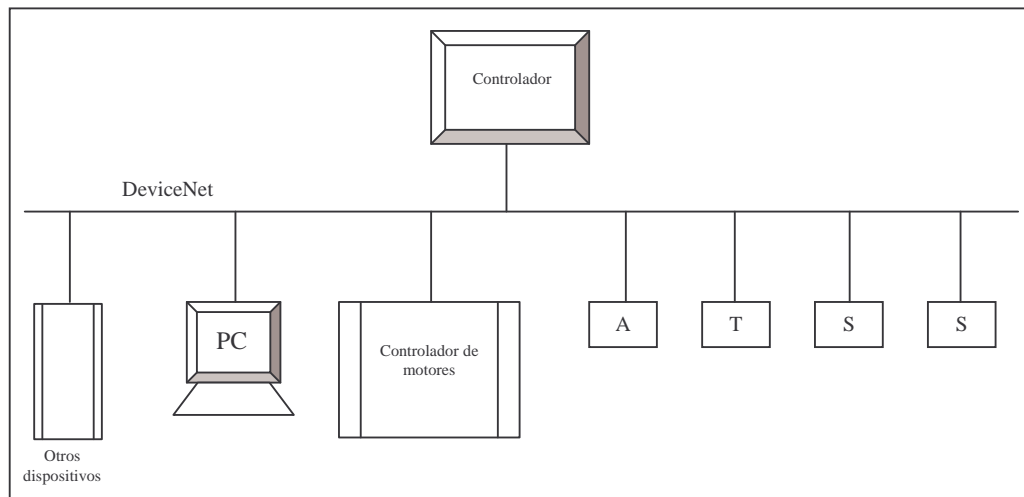 Controlador
DeviceNet
PC
Controlador de
motores
A
T
S
S
Otros
dispositivos